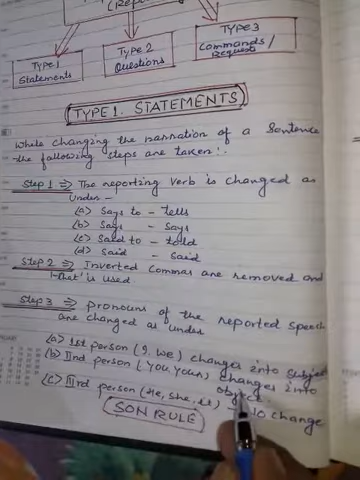 (Repo
TYPE 1
Statements
TYPE 2
Questions
TYPE 3
Commands /
Requests
TYPE 1. STATEMENTS
While changing the narration of a sentence
the following steps are taken:-
Step 1 ⇒ The reporting verb is changed as
under-
(a) Says to - tells
(b) Says - Says
(c) Said to - told
(d) Said - Said
Step 2 ⇒ Inverted Commas are removed and
'that' is used
Step 3 ⇒ pronouns of the reported speech
are changed as under
(a) Ist person (I, we) changes into subject
(b) IInd person (you, your) changes into
object
(c) IIIrd person (He, she, it) No change
SON RULE